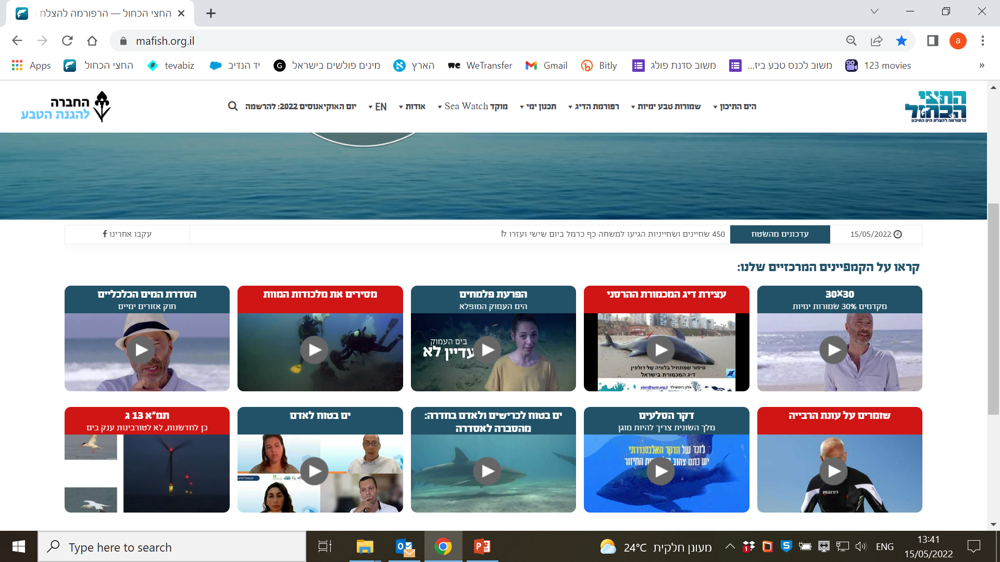 החצי הכחול — הרפורמה להצלת
mafish.org.il
a
Apps
החצי הכחול
tevabiz
יד הנדיב
G
מינים פולשים בישראל
הארץ
we
WeTransfer
Gmail
Bitly
משוב סדנת פולג
משוב לכנס טבע ביז...
123 movies
»
החצי
הכחול
הרפורמה להצלת הים התיכון
הים התיכון
שמורות טבע ימיות
רפורמת הדיג
תכנון ימי
מוקד Sea Watch
אודות
EN
יום האוקיאנוסים 2022: להרשמה
החברה
להגנת הטבע
15/05/2022
עדכונים מהשטח
450 שחיינים ושחייניות הגיעו למשחה כף כרמל ביום שישי ועזרו ל
עקבו אחרינו
קראו על הקמפיינים המרכזיים שלנו:
30×30
מקדמים 30% שמורות ימיות
עצירת דיג המכמורת ההרסני
סיפור שמתחיל בלוויה של דולפין
דיג המכמורת בישראל
אלון רוטשילד alon@spni.org.il
הפרעת פלמחים
הים העמוק המופלא
בים העמוק
עדיין לא
מסירים את מלכודות המוות
הסדרת המים הכלכליים
חוק אזורים ימיים
שומרים על עונת הרבייה
mares
דקר הסלעים
מלך השונית צריך להיות מוגן
לזכר של הדקר האלכסנדרוני
יש כתם צהוב החיזור
ים בטוח לכרישים ולאדם בחדרה:
מהסברה לאסדרה
ים בטוח לאדם
תמ"א 13 ג
כן לחדשנות, לא לטורבינות ענק בים
Type here to search
24°C מעונן חלקית
1
ENG
13:41
15/05/2022